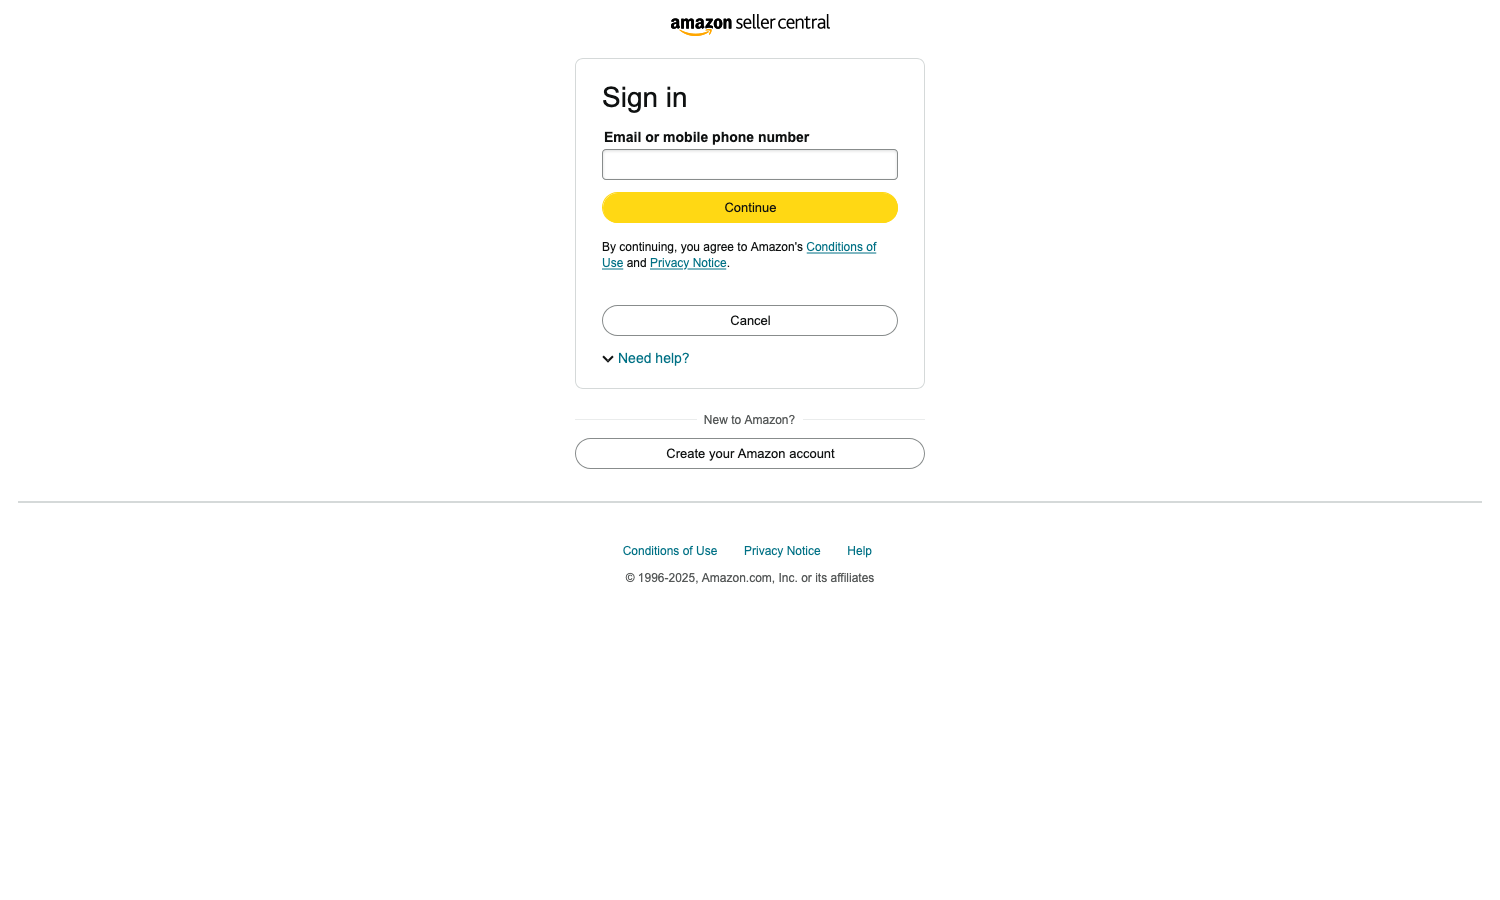 amazon seller central
Sign in
Email or mobile phone number
Continue
By continuing, you agree to Amazon's Conditions of
Use and Privacy Notice.
Cancel
Need help?
New to Amazon?
Create your Amazon account
Conditions of Use Privacy Notice Help
© 1996-2025, Amazon.com, Inc. or its affiliates